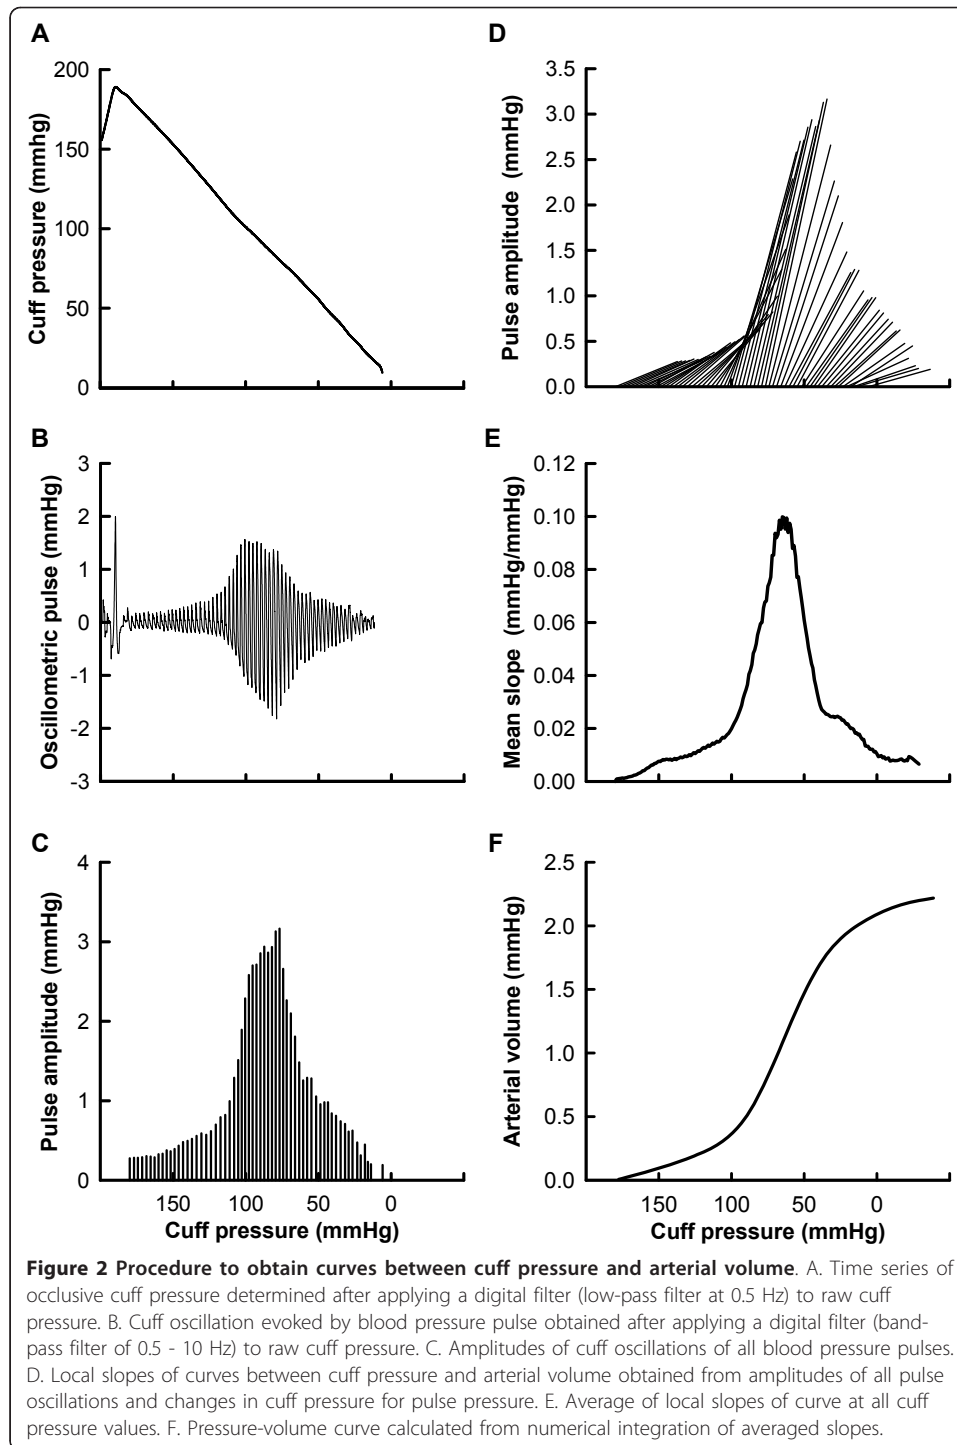 A
Cuff pressure (mmhg)
200
150
100
50
0
B
Oscillometric pulse (mmHg)
3
2
1
0
-1
-2
-3
C
Pulse amplitude (mmHg)
4
3
2
1
0
150 100 50 0
Cuff pressure (mmHg)
D
Pulse amplitude (mmHg)
3.5
3.0
2.5
2.0
1.5
1.0
0.5
0.0
E
Mean slope (mmHg/mmHg)
0.12
0.10
0.08
0.06
0.04
0.02
0.00
F
Arterial volume (mmHg)
2.5
2.0
1.5
1.0
0.5
0.0
150 100 50 0
Cuff pressure (mmHg)
Figure 2 Procedure to obtain curves between cuff pressure and arterial volume. A. Time series of
occlusive cuff pressure determined after applying a digital filter (low-pass filter at 0.5 Hz) to raw cuff
pressure. B. Cuff oscillation evoked by blood pressure pulse obtained after applying a digital filter (band-
pass filter of 0.5 - 10 Hz) to raw cuff pressure. C. Amplitudes of cuff oscillations of all blood pressure pulses.
D. Local slopes of curves between cuff pressure and arterial volume obtained from amplitudes of all pulse
oscillations and changes in cuff pressure for pulse pressure. E. Average of local slopes of curve at all cuff
pressure values. F. Pressure-volume curve calculated from numerical integration of averaged slopes.